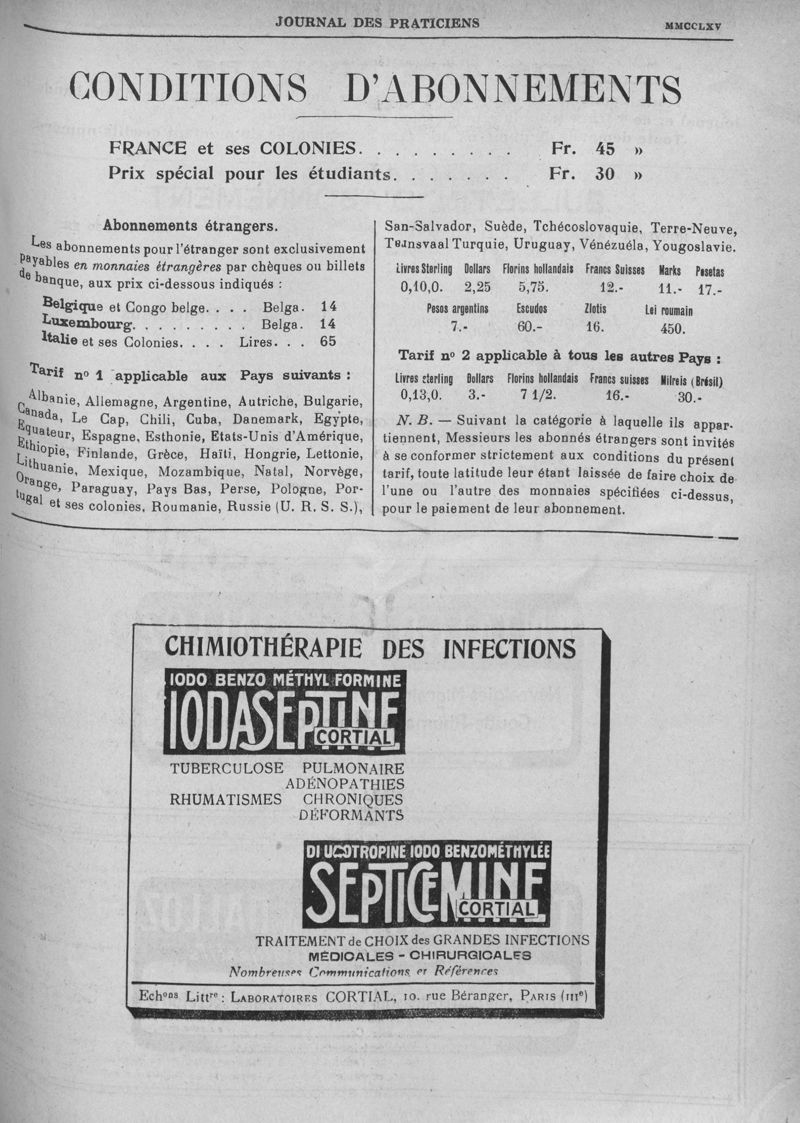 JOURNAL DES PRATICIENS
MMCCLXV
CONDITIONS D'ABONNEMENTS
FRANCE et ses COLONIES. . . . . . . . . . Fr. 45 »
Prix spécial pour les étudiants. . . . . . . Fr. 30 »
Abonnements étrangers.
Les abonnements pour l'étranger sont exclusivement
payables en monnaies étrangères par chèques ou billets
de banque, aux prix ci-dessous indiqués :
Belgique et Congo belge. . . . Belga. 14
Luxembourg. . . . . . . . . Belga. 14
Italie et ses Colonies. . . . Lires. . . 65
Tarif nº 1 applicable aux Pays suivants :
Albanie, Allemagne, Argentine, Autriche, Bulgarie,
Canada, Le Cap, Chili, Cuba, Danemark, Egypte,
Equateur, Espagne, Esthonie, Etats-Unis d'Amérique,
Ethiopie, Finlande, Grèce, Haïti, Hongrie, Lettonie,
Lithuanie, Mexique, Mozambique, Natal, Norvège,
Orange, Paraguay, Pays Bas, Perse, Pologne, Por-
tugal et ses colonies, Roumanie, Russie (U. R. S. S.),
San-Salvador, Suède, Tchécoslovaquie, Terre-Neuve,
Transvaal Turquie, Uruguay, Vénézuéla, Yougoslavie.
Livres Sterling Dollars Florins hollandais Francs Suisses Marks Pesetas
0,10,0. 2,25 5,75. 12.- 11.- 17.-
Pesos argentins Escudos Zlotis Lei roumain
7.- 60.- 16. 450.
Tarif nº 2 applicable à tous les autres Pays :
Livres sterling Dollars Florins hollandais Francs suisses Milreis (Brésil)
0,13,0. 3.- 7 1/2. 16.- 30.-
N. B. — Suivant la catégorie à laquelle ils appar-
tiennent, Messieurs les abonnés étrangers sont invités
à se conformer strictement aux conditions du présent
tarif, toute latitude leur étant laissée de faire choix de
l'une ou l'autre des monnaies spécifiées ci-dessus,
pour le paiement de leur abonnement.
CHIMIOTHÉRAPIE DES INFECTIONS
IODO BENZO MÉTHYL FORMINE
IODASEPTINE
CORTIAL
TUBERCULOSE PULMONAIRE
ADÉNOPATHIES
RHUMATISMES CHRONIQUES
DÉFORMANTS
DI UCOTROPINE IODO BENZOMÉTHYLÉE
SEPTICEMINE
CORTIAL
TRAITEMENT de CHOIX des GRANDES INFECTIONS
MÉDICALES - CHIRURGICALES
Nombreuses Communications et Références
Echons Littre : LABORATOIRES CORTIAL, 10. rue Béranger, PARIS (IIIe)